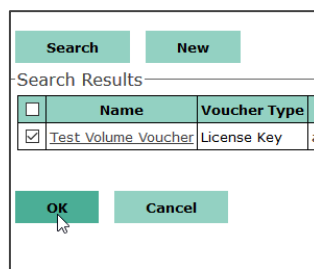 Search New
Search Results
Name Voucher Type
Test Volume Voucher License Key
OK Cancel